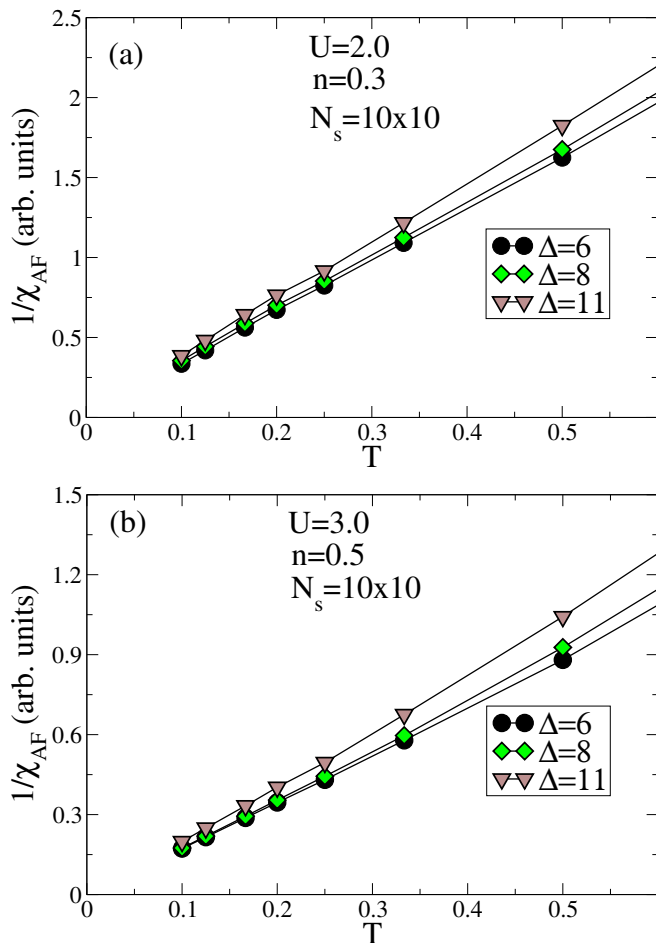 2.5
(a)
U=2.0
n=0.3
N_s=10x10
2
1.5
1
0.5
0
1/χ_AF (arb. units)
Δ=6
Δ=8
Δ=11
0 0.1 0.2 0.3 0.4 0.5
T
1.5
(b)
U=3.0
n=0.5
N_s=10x10
1.2
0.9
0.6
0.3
0
1/χ_AF (arb. units)
Δ=6
Δ=8
Δ=11
0 0.1 0.2 0.3 0.4 0.5
T